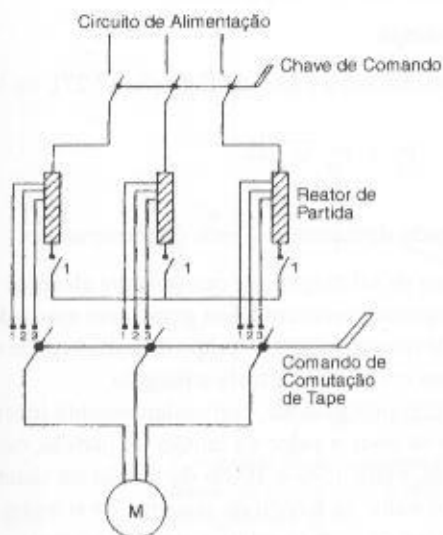 Circuito de Alimentação
Chave de Comando
Reator de
Partida
1
1
1
1 2 3
1 2 3
1 2 3
Comando de
Comutação
de Tape
M